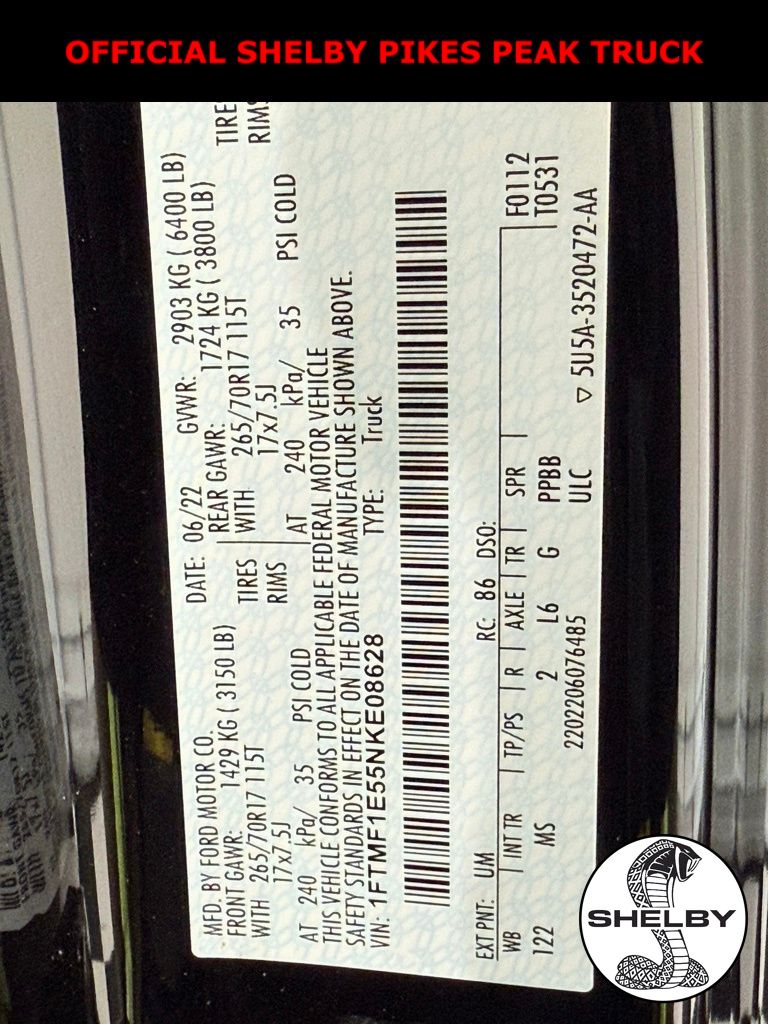 OFFICIAL SHELBY PIKES PEAK TRUCK
MFD. BY FORD MOTOR CO.
DATE: 06/22 GVWR: 2903 KG ( 6400 LB)
FRONT GAWR: 1429 KG ( 3150 LB)
REAR GAWR: 1724 KG ( 3800 LB)
WITH 265/70R17 115T TIRES
WITH 265/70R17 115T TIRE
17x7.5J RIMS
17x7.5J RIMS
AT 240 kPa/ 35 PSI COLD
AT 240 kPa/ 35 PSI COLD
THIS VEHICLE CONFORMS TO ALL APPLICABLE FEDERAL MOTOR VEHICLE
SAFETY STANDARDS IN EFFECT ON THE DATE OF MANUFACTURE SHOWN ABOVE.
VIN: 1FTMF1E55NKE08628 TYPE: Truck
EXT PNT: UM RC: 86 DSO:
WB INT TR TP/PS R AXLE TR SPR F0112
122 MS 2 L6 G PPBB T0531
2202206076485 ULC
▽ 5U5A-3520472-AA
SHELBY